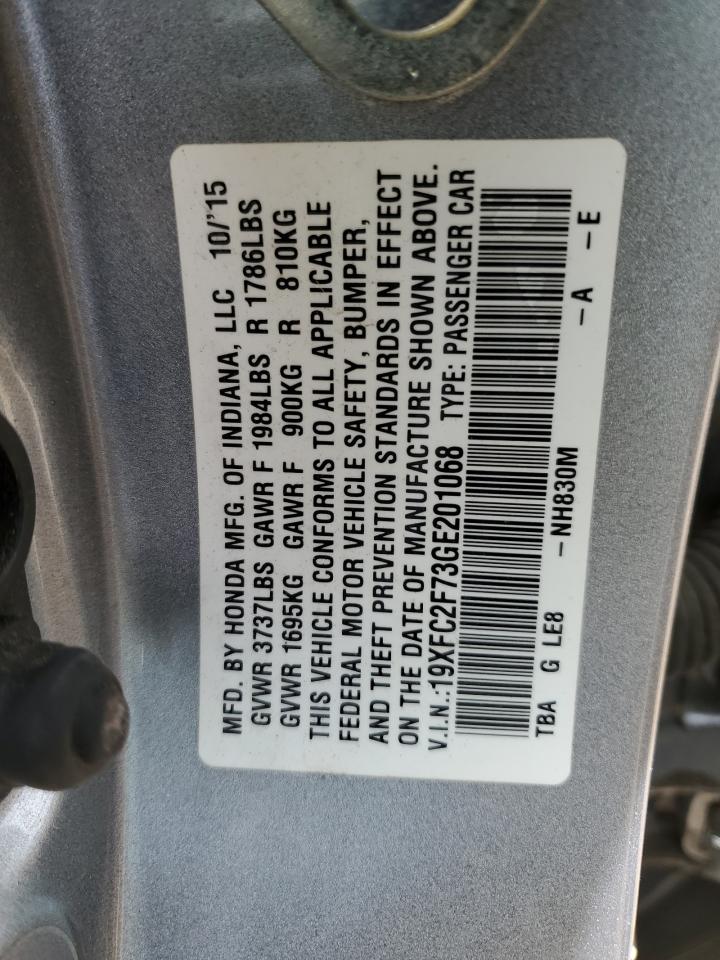 MFD. BY HONDA MFG. OF INDIANA, LLC 10/'15
GVWR 3737LBS GAWR F 1984LBS R 1786LBS
GVWR 1695KG GAWR F 900KG R 810KG
THIS VEHICLE CONFORMS TO ALL APPLICABLE
FEDERAL MOTOR VEHICLE SAFETY, BUMPER,
AND THEFT PREVENTION STANDARDS IN EFFECT
ON THE DATE OF MANUFACTURE SHOWN ABOVE.
V.I.N.:19XFC2F73GE201068 TYPE: PASSENGER CAR
TBA G LE8 -NH830M -A -E